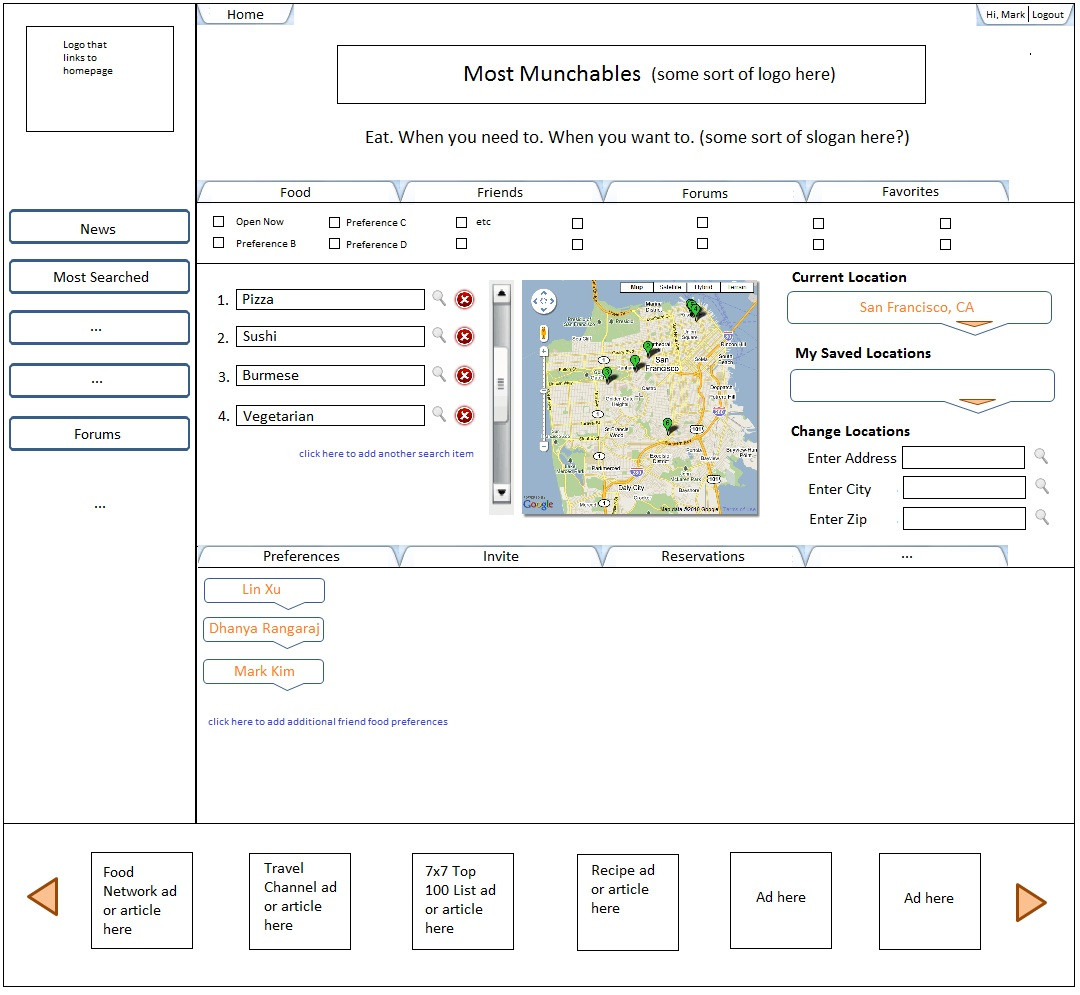 Home
Hi, Mark | Logout
Logo that
links to
homepage
Most Munchables (some sort of logo here)
Eat. When you need to. When you want to. (some sort of slogan here?)
Food
Friends
Forums
Favorites
Open Now
Preference C
etc
Preference B
Preference D
News
Most Searched
...
...
Forums
...
1. Pizza
2. Sushi
3. Burmese
4. Vegetarian
click here to add another search item
Map
Satellite
Hybrid
Terrain
San
Francisco
Daly City
Google
Map data ©2010 Google
Current Location
San Francisco, CA
My Saved Locations
Change Locations
Enter Address
Enter City
Enter Zip
Preferences
Invite
Reservations
...
Lin Xu
Dhanya Rangaraj
Mark Kim
click here to add additional friend food preferences
Food
Network ad
or article
here
Travel
Channel ad
or article
here
7x7 Top
100 List ad
or article
here
Recipe ad
or article
here
Ad here
Ad here